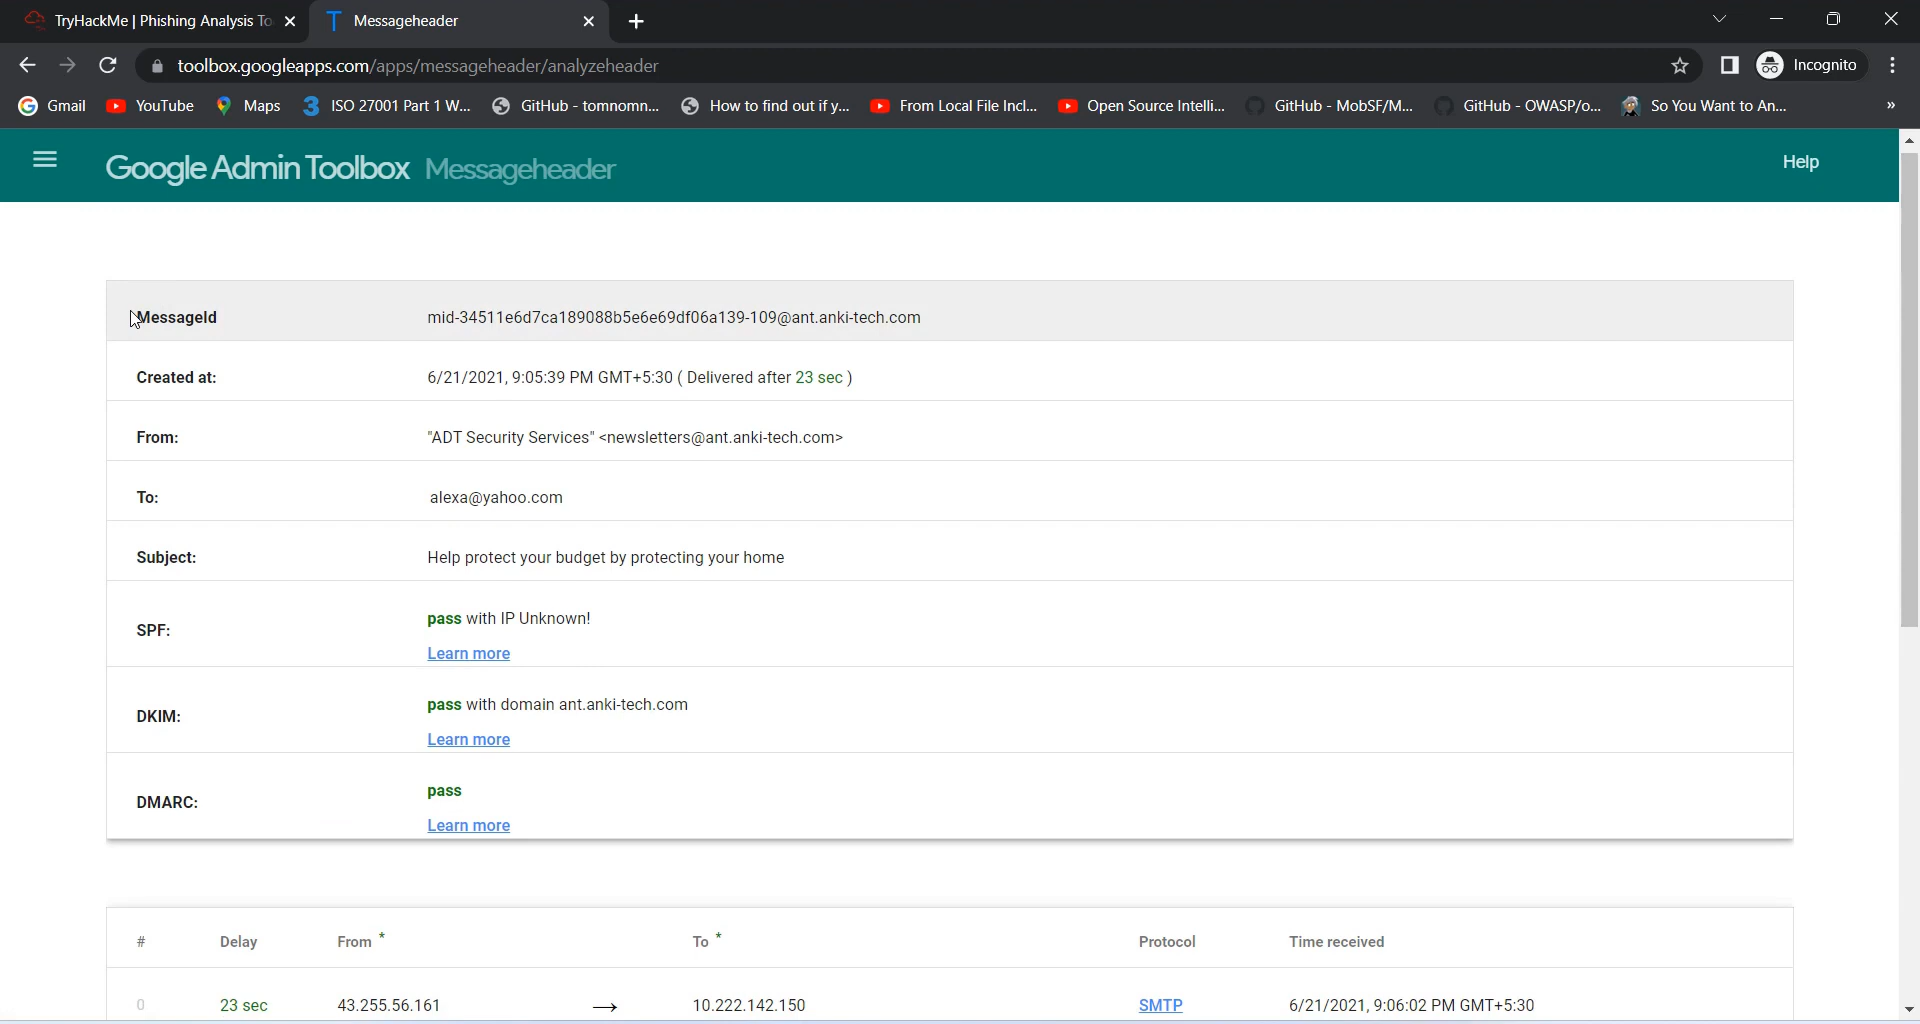 TryHackMe | Phishing Analysis To
Messageheader
toolbox.googleapps.com/apps/messageheader/analyzeheader
Incognito
Gmail
YouTube
Maps
ISO 27001 Part 1 W...
GitHub - tomnomn...
How to find out if y...
From Local File Incl...
Open Source Intelli...
GitHub - MobSF/M...
GitHub - OWASP/o...
So You Want to An...
»
Google Admin Toolbox Messageheader
Help
MessageId mid-34511e6d7ca189088b5e6e69df06a139-109@ant.anki-tech.com
Created at: 6/21/2021, 9:05:39 PM GMT+5:30 ( Delivered after 23 sec )
From: "ADT Security Services" <newsletters@ant.anki-tech.com>
To: alexa@yahoo.com
Subject: Help protect your budget by protecting your home
SPF: pass with IP Unknown!
Learn more
DKIM: pass with domain ant.anki-tech.com
Learn more
DMARC: pass
Learn more
# Delay From * To * Protocol Time received
0 23 sec 43.255.56.161 → 10.222.142.150 SMTP 6/21/2021, 9:06:02 PM GMT+5:30